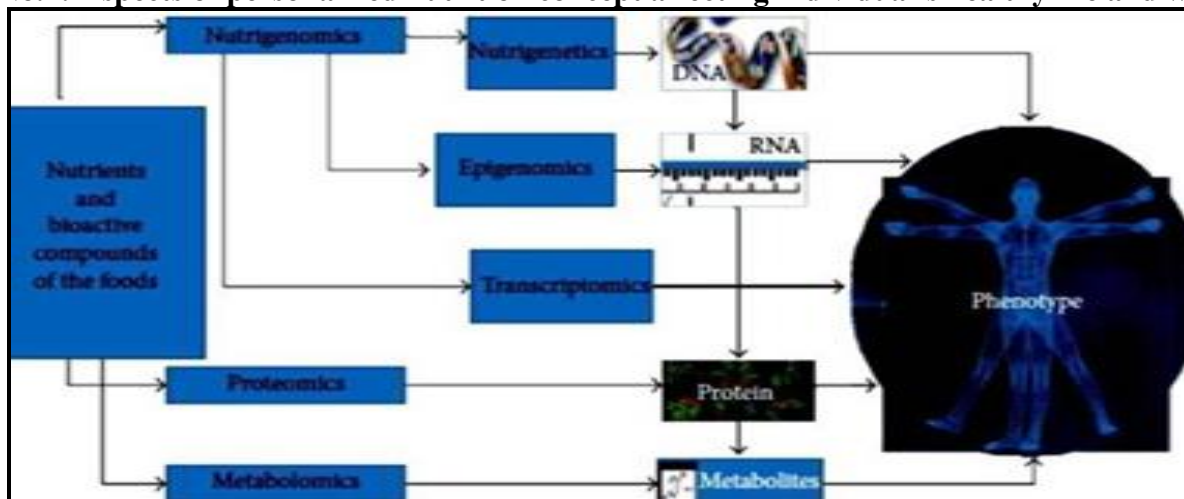 Nutrigenomics
Nutrigenetics
DNA
Nutrients
and
bioactive
compounds
of the foods
Epigenomics
RNA
Transcriptomics
Phenotype
Proteomics
Protein
Metabolomics
Metabolites